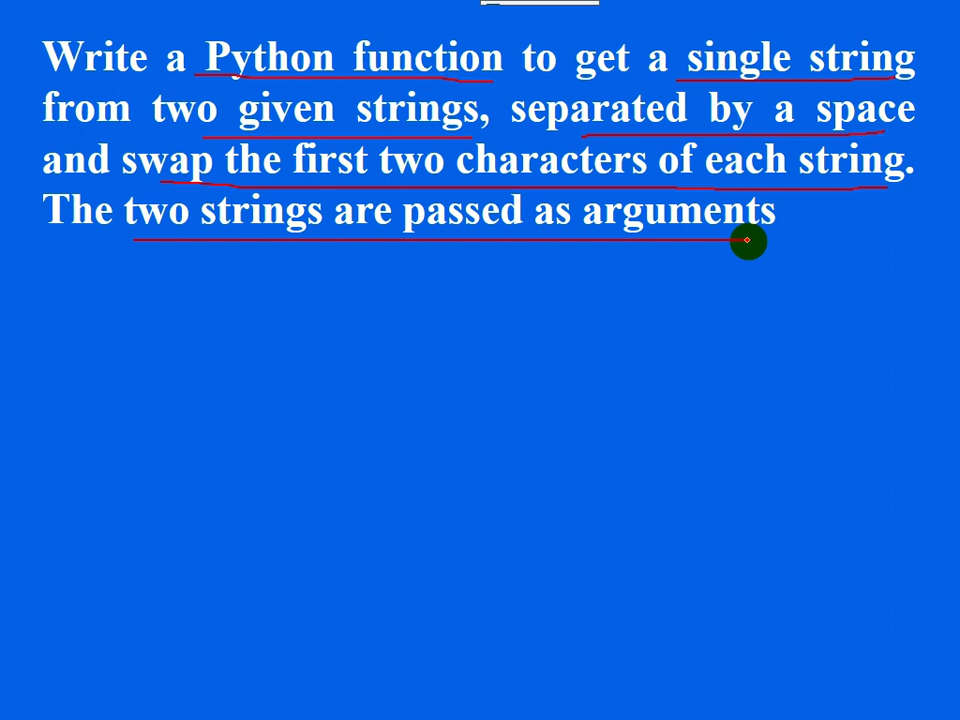 Write a Python function to get a single string
from two given strings, separated by a space
and swap the first two characters of each string.
The two strings are passed as arguments